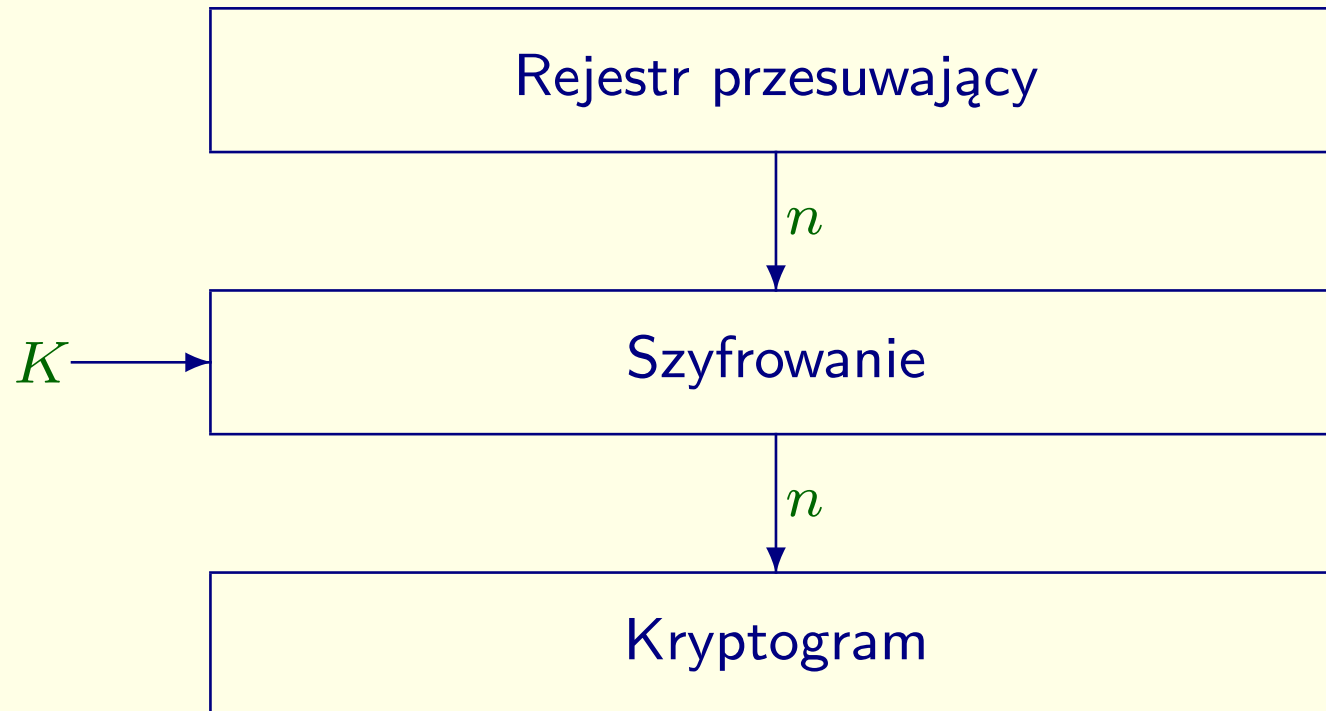 Rejestr przesuwający
n
K
Szyfrowanie
n
Kryptogram